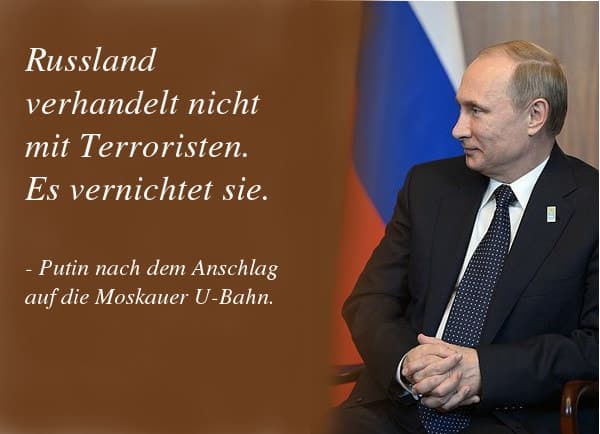 Russland
verhandelt nicht
mit Terroristen.
Es vernichtet sie.
- Putin nach dem Anschlag
auf die Moskauer U-Bahn.